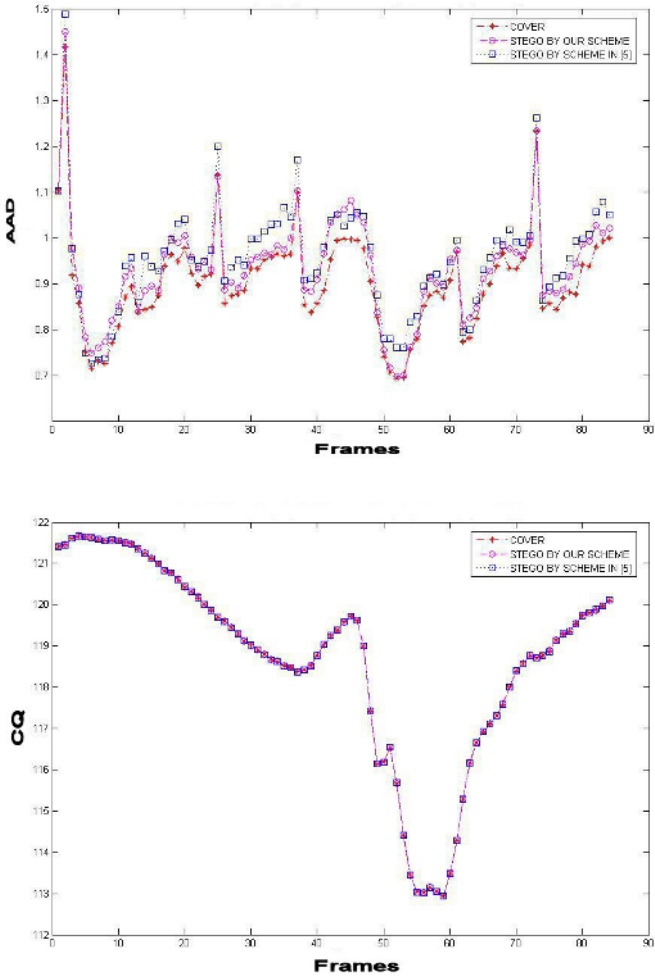 1.5
1.4
1.3
1.2
1.1
1
0.9
0.8
0.7
AAD
COVER
STEGO BY OUR SCHEME
STEGO BY SCHEME IN [5]
0 10 20 30 40 50 60 70 80 90
Frames
122
121
120
119
118
117
116
115
114
113
112
CQ
COVER
STEGO BY OUR SCHEME
STEGO BY SCHEME IN [5]
0 10 20 30 40 50 60 70 80 90
Frames